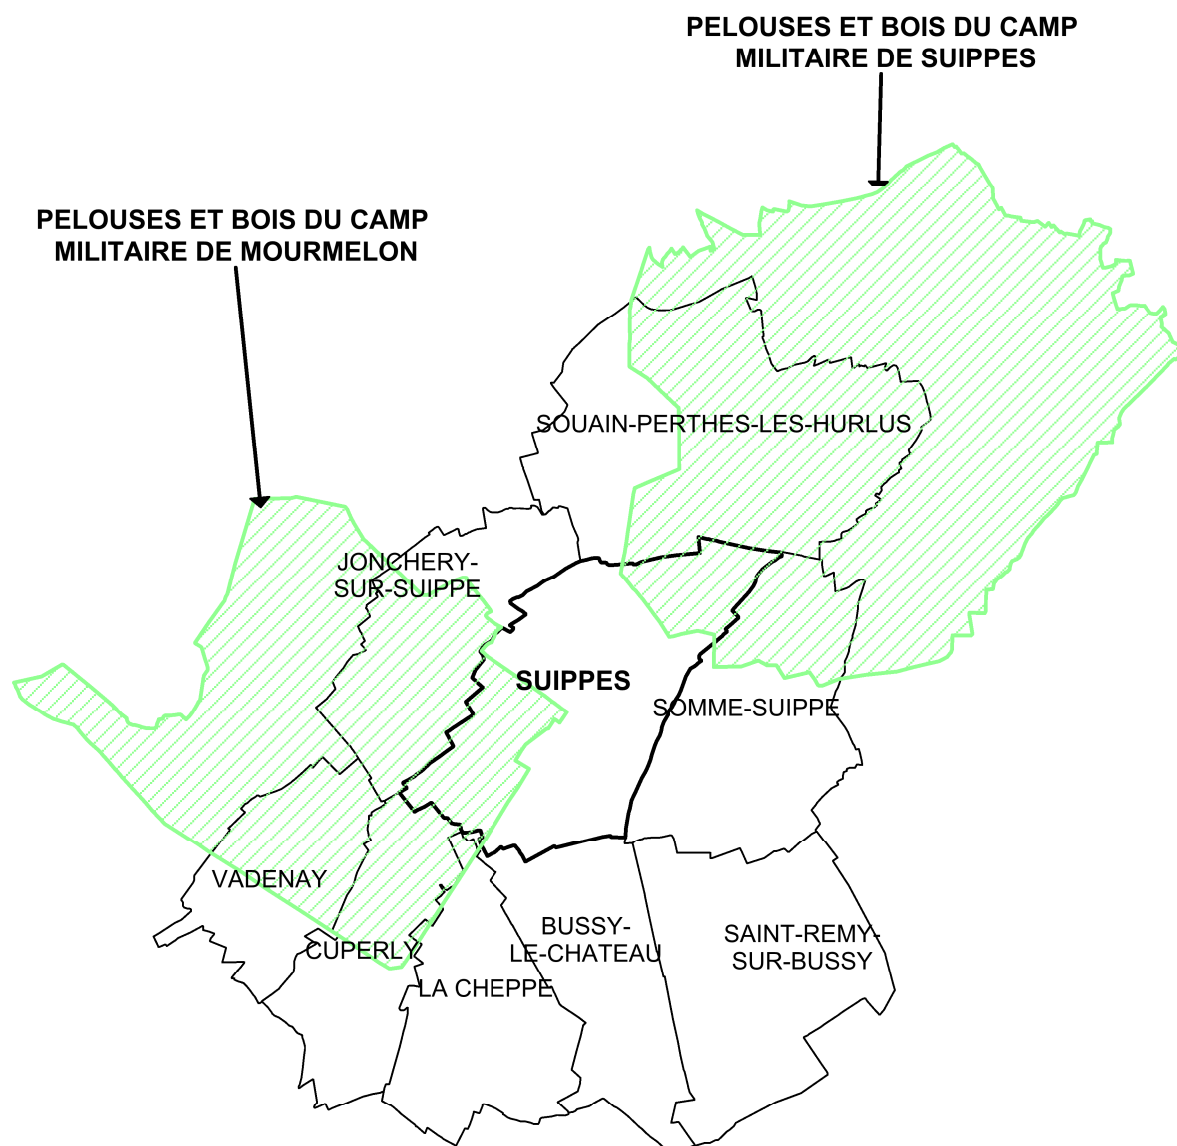 PELOUSES ET BOIS DU CAMP
MILITAIRE DE SUIPPES
PELOUSES ET BOIS DU CAMP
MILITAIRE DE MOURMELON
SOUAIN-PERTHES-LES-HURLUS
JONCHERY-
SUR-SUIPPE
SUIPPES
SOMME-SUIPPE
VADENAY
CUPERLY
BUSSY-
LE-CHATEAU
SAINT-REMY-
SUR-BUSSY
LA CHEPPE